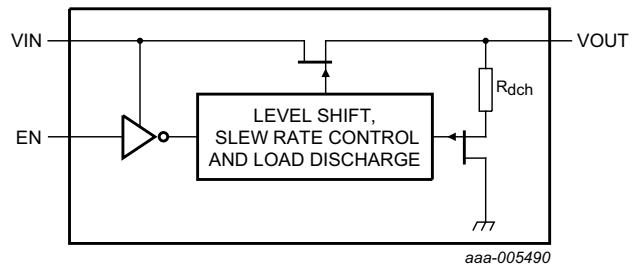 VIN
VOUT
Rdch
LEVEL SHIFT,
SLEW RATE CONTROL
AND LOAD DISCHARGE
EN
aaa-005490